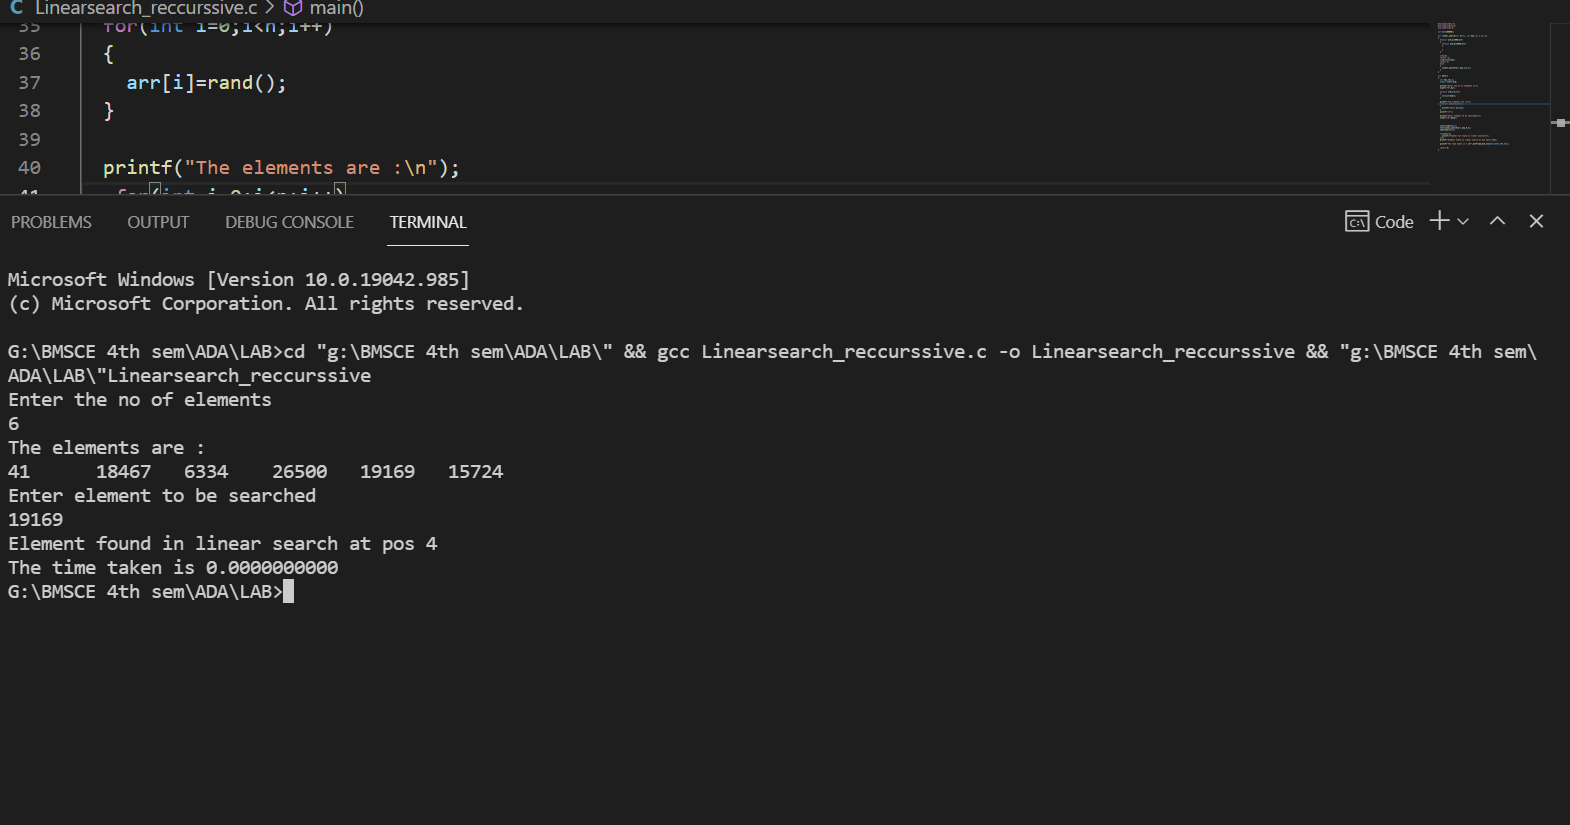 C Linearsearch_reccurssive.c > main()
35 for(int i=0;i<n;i++)
36 {
37 arr[i]=rand();
38 }
39
40 printf("The elements are :\n");
41 for(int i=0;i<n;i++)
PROBLEMS OUTPUT DEBUG CONSOLE TERMINAL Code
Microsoft Windows [Version 10.0.19042.985]
(c) Microsoft Corporation. All rights reserved.
G:\BMSCE 4th sem\ADA\LAB>cd "g:\BMSCE 4th sem\ADA\LAB\" && gcc Linearsearch_reccurssive.c -o Linearsearch_reccurssive && "g:\BMSCE 4th sem\
ADA\LAB\"Linearsearch_reccurssive
Enter the no of elements
6
The elements are :
41 18467 6334 26500 19169 15724
Enter element to be searched
19169
Element found in linear search at pos 4
The time taken is 0.0000000000
G:\BMSCE 4th sem\ADA\LAB>